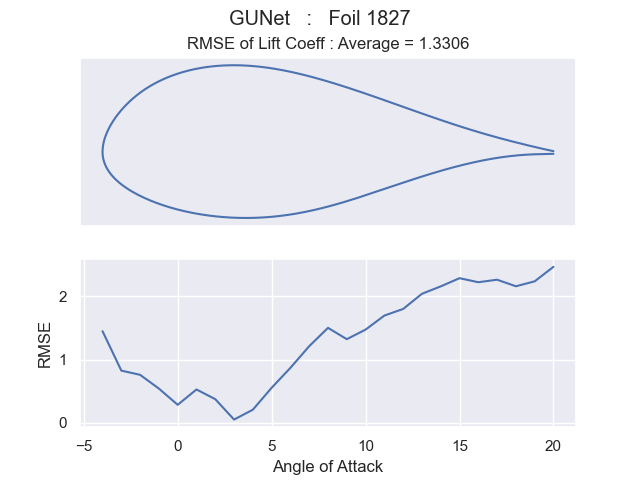 GUNet : Foil 1827
RMSE of Lift Coeff : Average = 1.3306
RMSE
2
1
0
−5 0 5 10 15 20
Angle of Attack